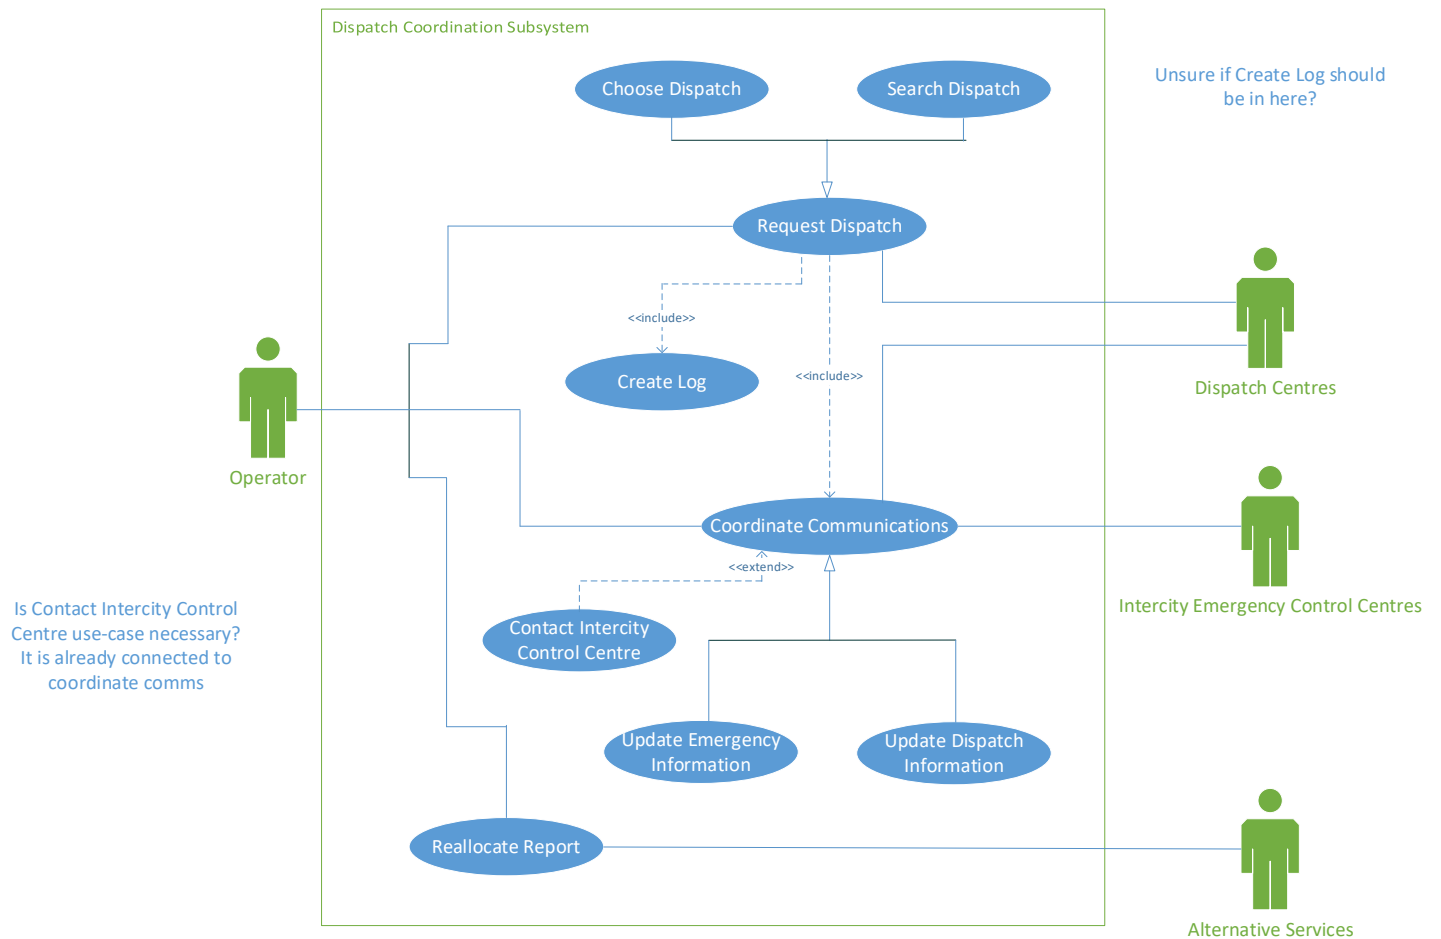 Dispatch Coordination Subsystem
Choose Dispatch
Search Dispatch
Unsure if Create Log should
be in here?
Request Dispatch
<<include>>
Create Log
<<include>>
Dispatch Centres
Operator
Coordinate Communications
<<extend>>
Intercity Emergency Control Centres
Is Contact Intercity Control
Centre use-case necessary?
It is already connected to
coordinate comms
Contact Intercity
Control Centre
Update Emergency
Information
Update Dispatch
Information
Reallocate Report
Alternative Services